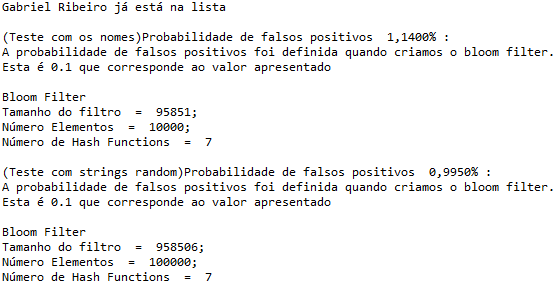 Gabriel Ribeiro já está na lista
(Teste com os nomes)Probabilidade de falsos positivos  1,1400% :
A probabilidade de falsos positivos foi definida quando criamos o bloom filter.
Esta é 0.1 que corresponde ao valor apresentado
Bloom Filter
Tamanho do filtro  =  95851;
Número Elementos  =  10000;
Número de Hash Functions  =  7
(Teste com strings random)Probabilidade de falsos positivos  0,9950% :
A probabilidade de falsos positivos foi definida quando criamos o bloom filter.
Esta é 0.1 que corresponde ao valor apresentado
Bloom Filter
Tamanho do filtro  =  958506;
Número Elementos  =  100000;
Número de Hash Functions  =  7